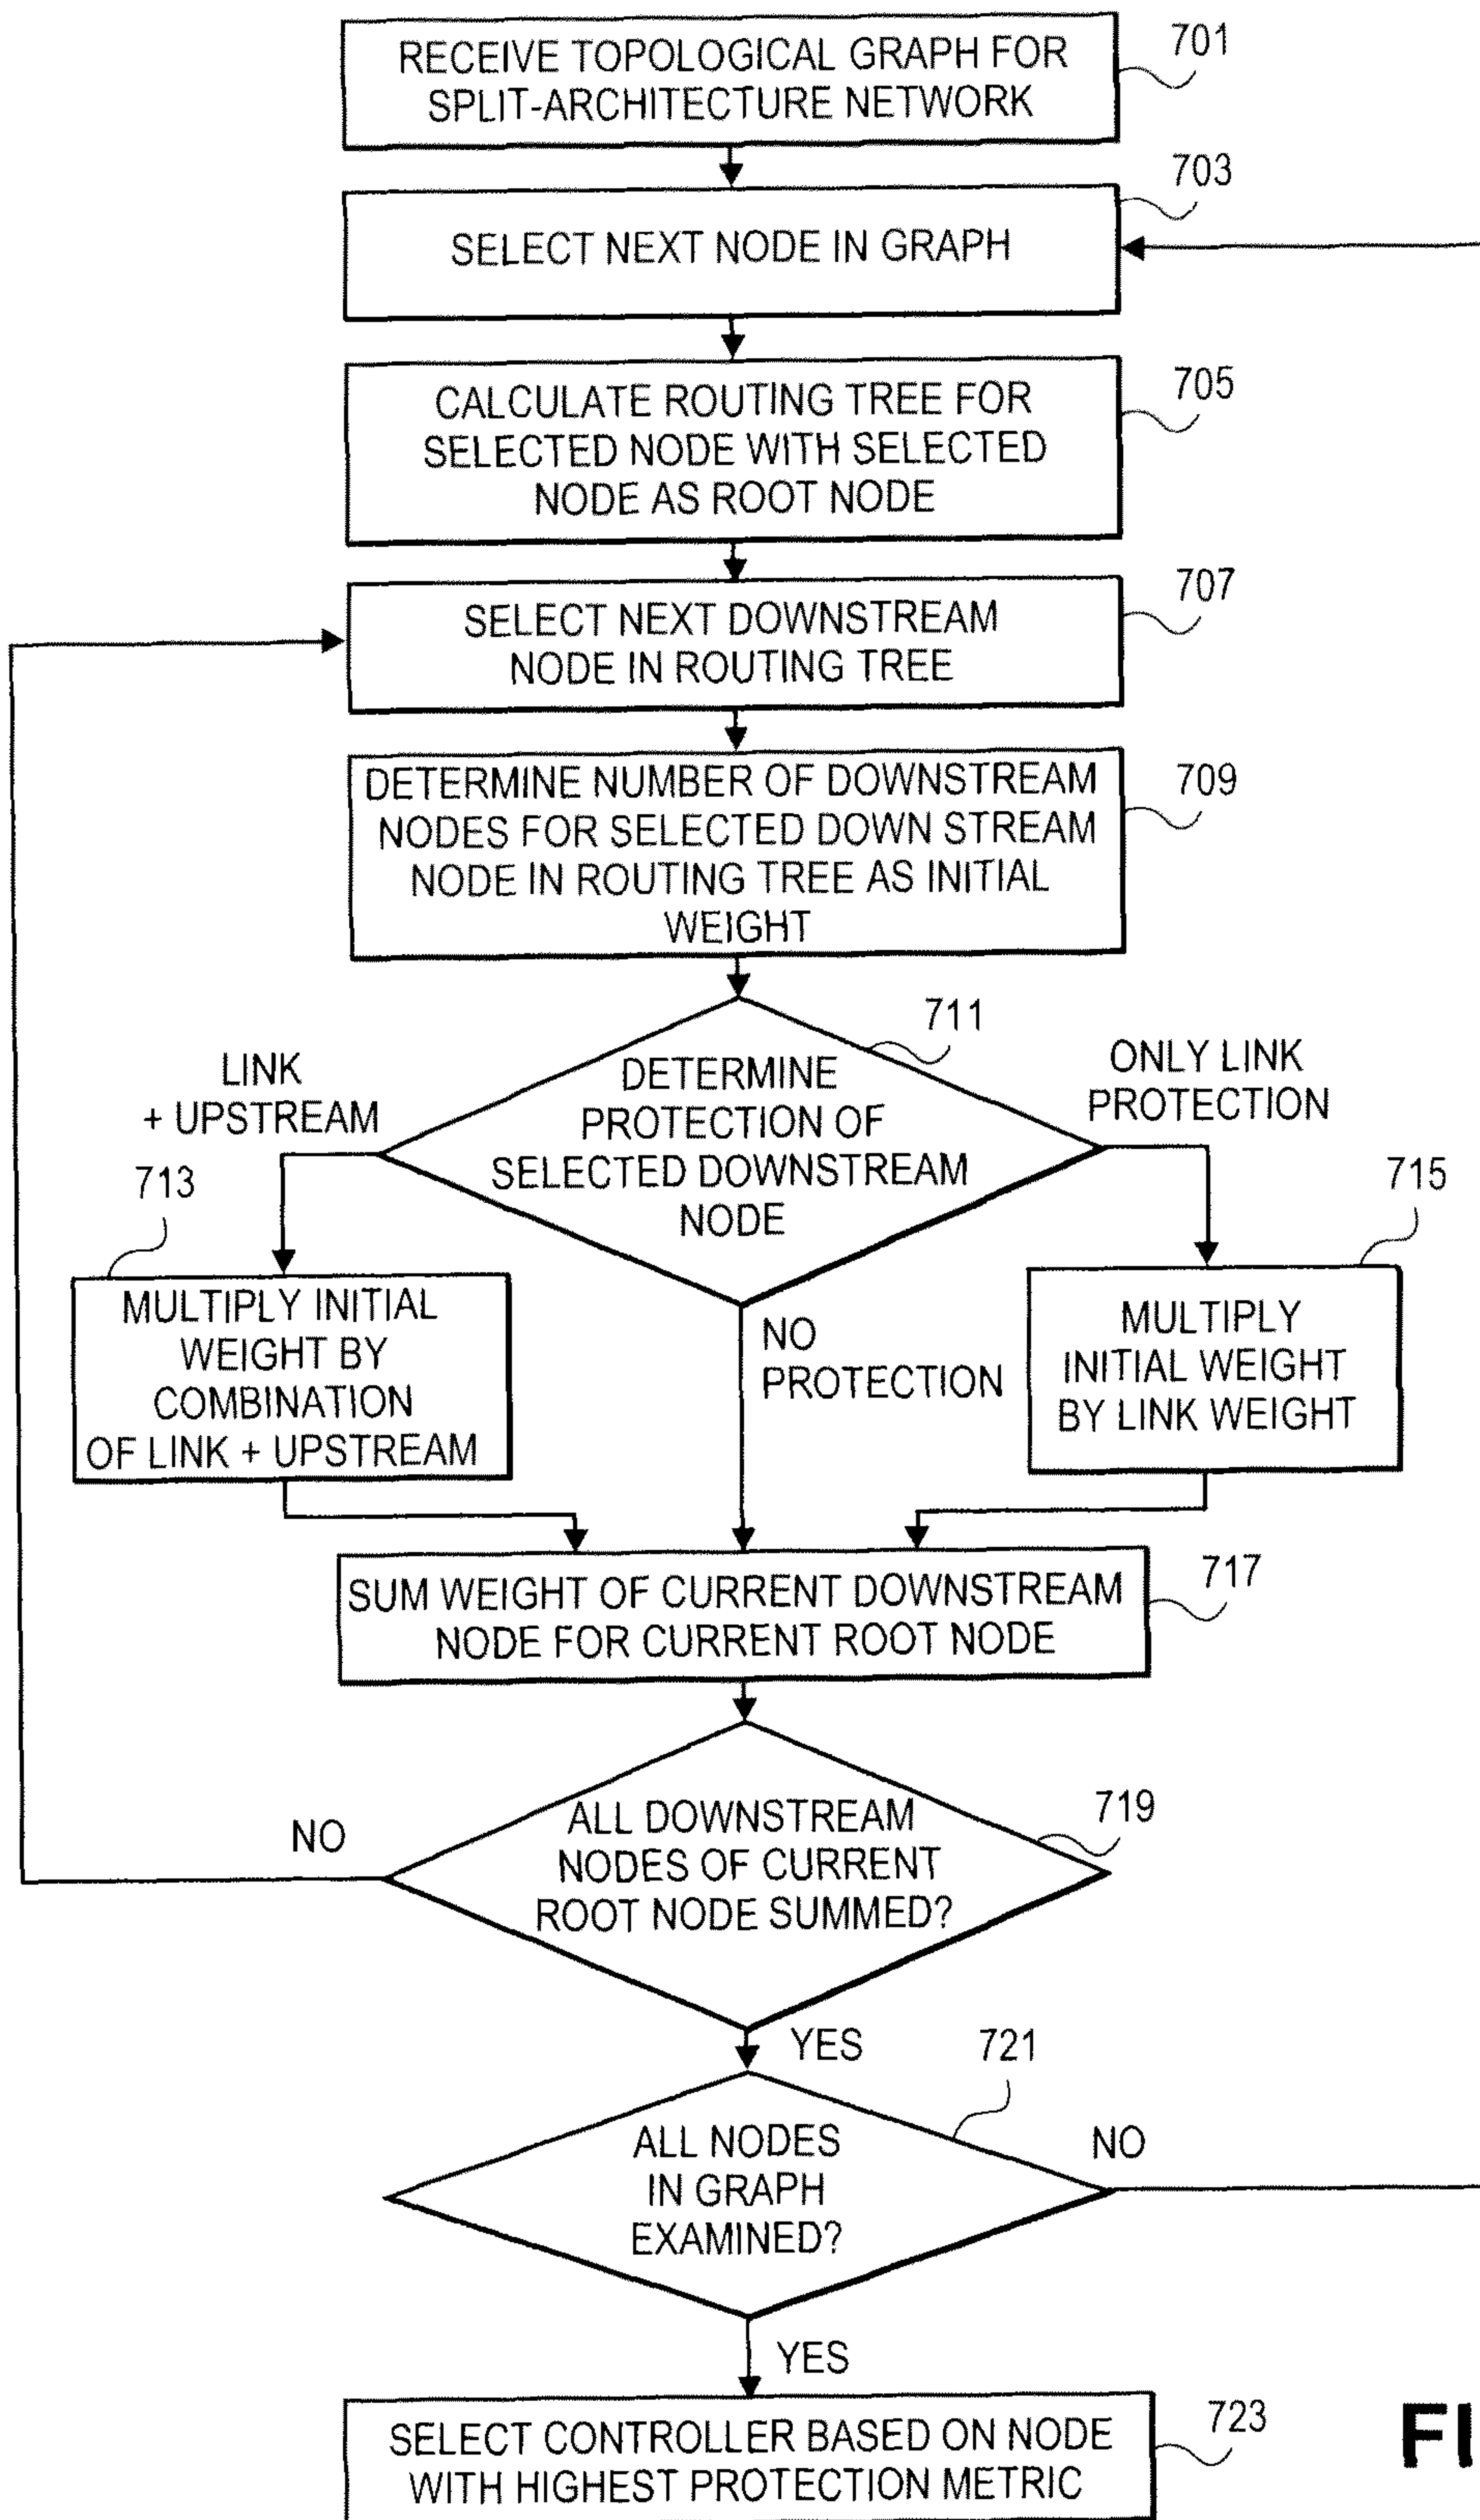 RECEIVE TOPOLOGICAL GRAPH FOR
SPLIT-ARCHITECTURE NETWORK
701
SELECT NEXT NODE IN GRAPH
703
CALCULATE ROUTING TREE FOR
SELECTED NODE WITH SELECTED
NODE AS ROOT NODE
705
SELECT NEXT DOWNSTREAM
NODE IN ROUTING TREE
707
DETERMINE NUMBER OF DOWNSTREAM
NODES FOR SELECTED DOWN STREAM
NODE IN ROUTING TREE AS INITIAL
WEIGHT
709
DETERMINE
PROTECTION OF
SELECTED DOWNSTREAM
NODE
711
LINK
+ UPSTREAM
ONLY LINK
PROTECTION
NO
PROTECTION
713
MULTIPLY INITIAL
WEIGHT BY
COMBINATION
OF LINK + UPSTREAM
715
MULTIPLY
INITIAL WEIGHT
BY LINK WEIGHT
SUM WEIGHT OF CURRENT DOWNSTREAM
NODE FOR CURRENT ROOT NODE
717
ALL DOWNSTREAM
NODES OF CURRENT
ROOT NODE SUMMED?
719
NO
YES
ALL NODES
IN GRAPH
EXAMINED?
721
NO
YES
SELECT CONTROLLER BASED ON NODE
WITH HIGHEST PROTECTION METRIC
723
FI